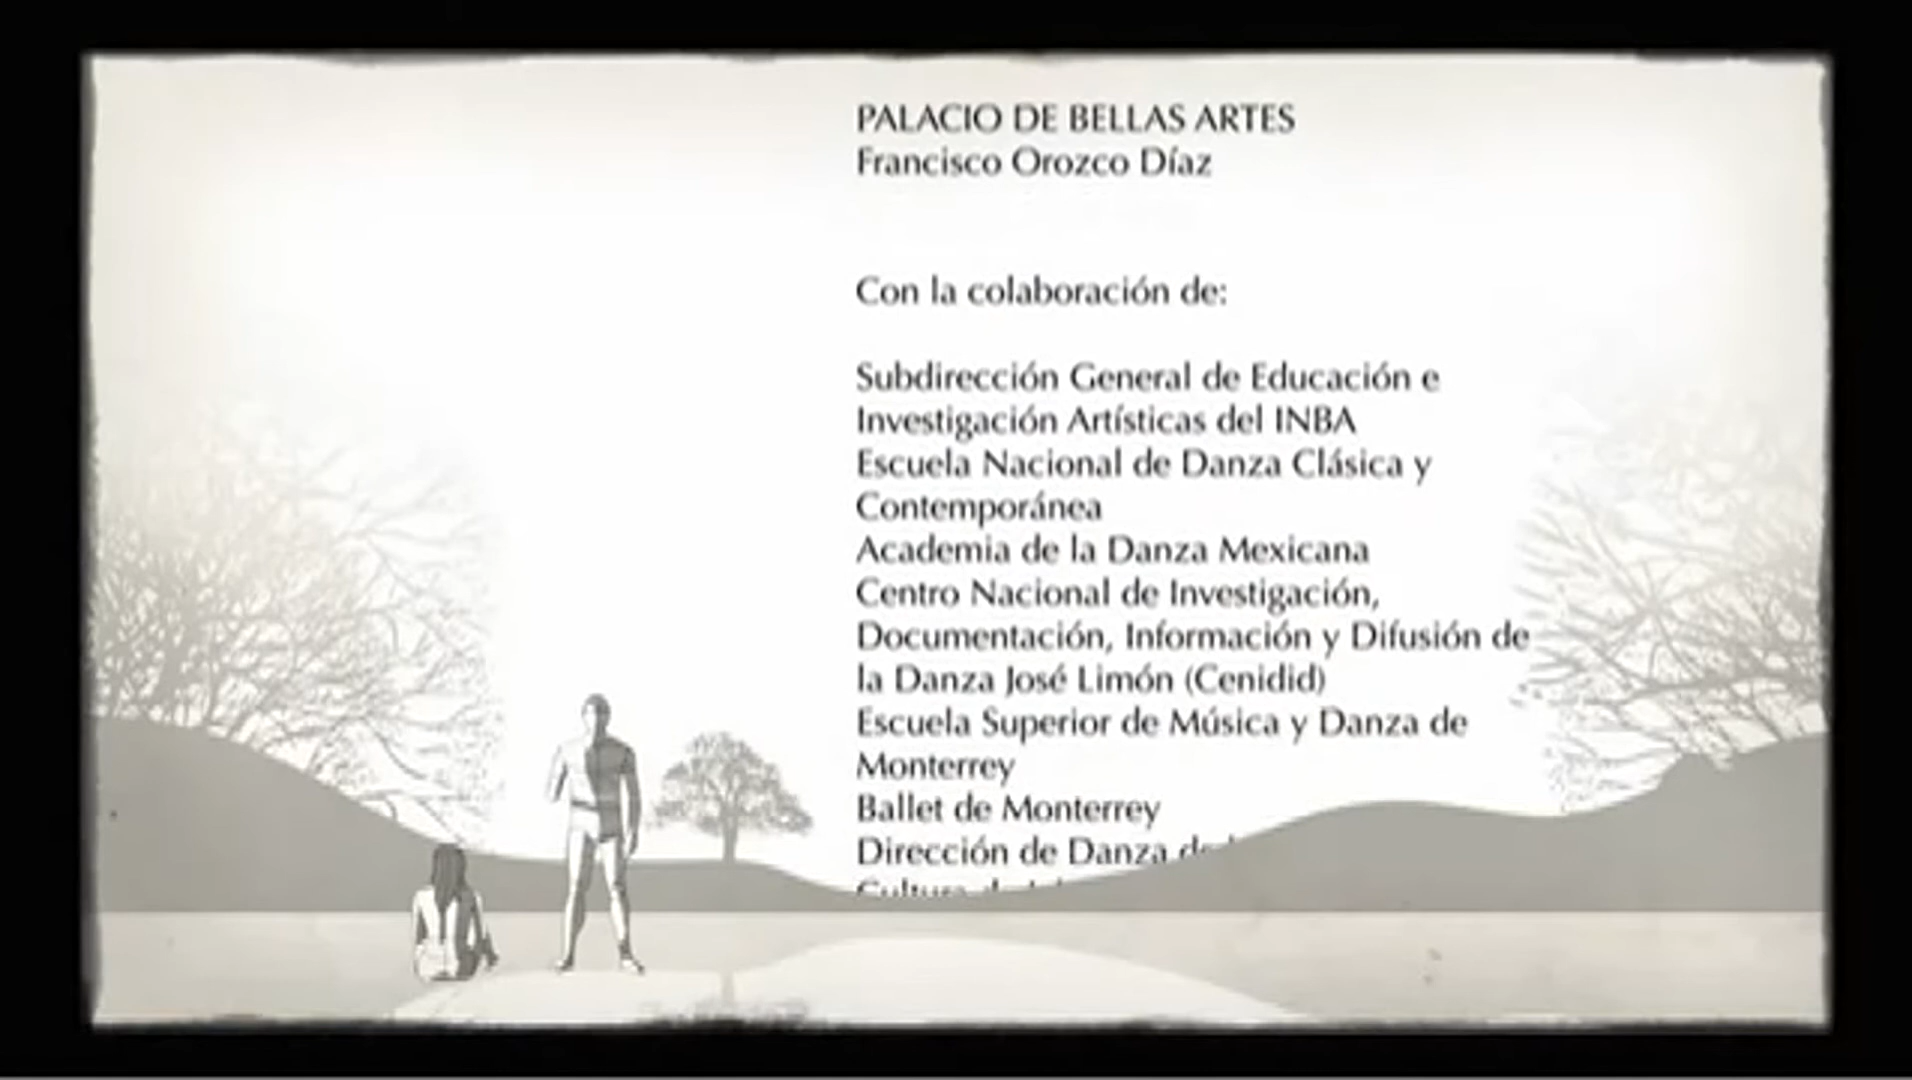 PALACIO DE BELLAS ARTES
Francisco Orozco Díaz
Con la colaboración de:
Subdirección General de Educación e
Investigación Artísticas del INBA
Escuela Nacional de Danza Clásica y
Contemporánea
Academia de la Danza Mexicana
Centro Nacional de Investigación,
Documentación, Información y Difusión de
la Danza José Limón (Cenidid)
Escuela Superior de Música y Danza de
Monterrey
Ballet de Monterrey
Dirección de Danza